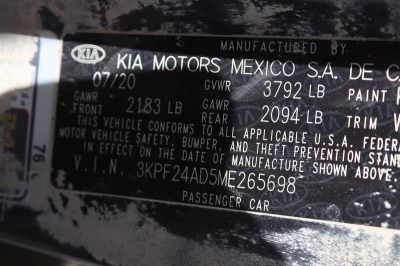 MANUFACTURED BY
KIA KIA MOTORS MEXICO S.A. DE C.
07/20 GVWR 3792 LB PAINT
GAWR FRONT 2183 LB GAWR REAR 2094 LB TRIM
THIS VEHICLE CONFORMS TO ALL APPLICABLE U.S.A. FEDERAL
MOTOR VEHICLE SAFETY, BUMPER, AND THEFT PREVENTION STAN
IN EFFECT ON THE DATE OF MANUFACTURE SHOWN ABOVE.
V.I.N. 3KPF24AD5ME265698
PASSENGER CAR
76